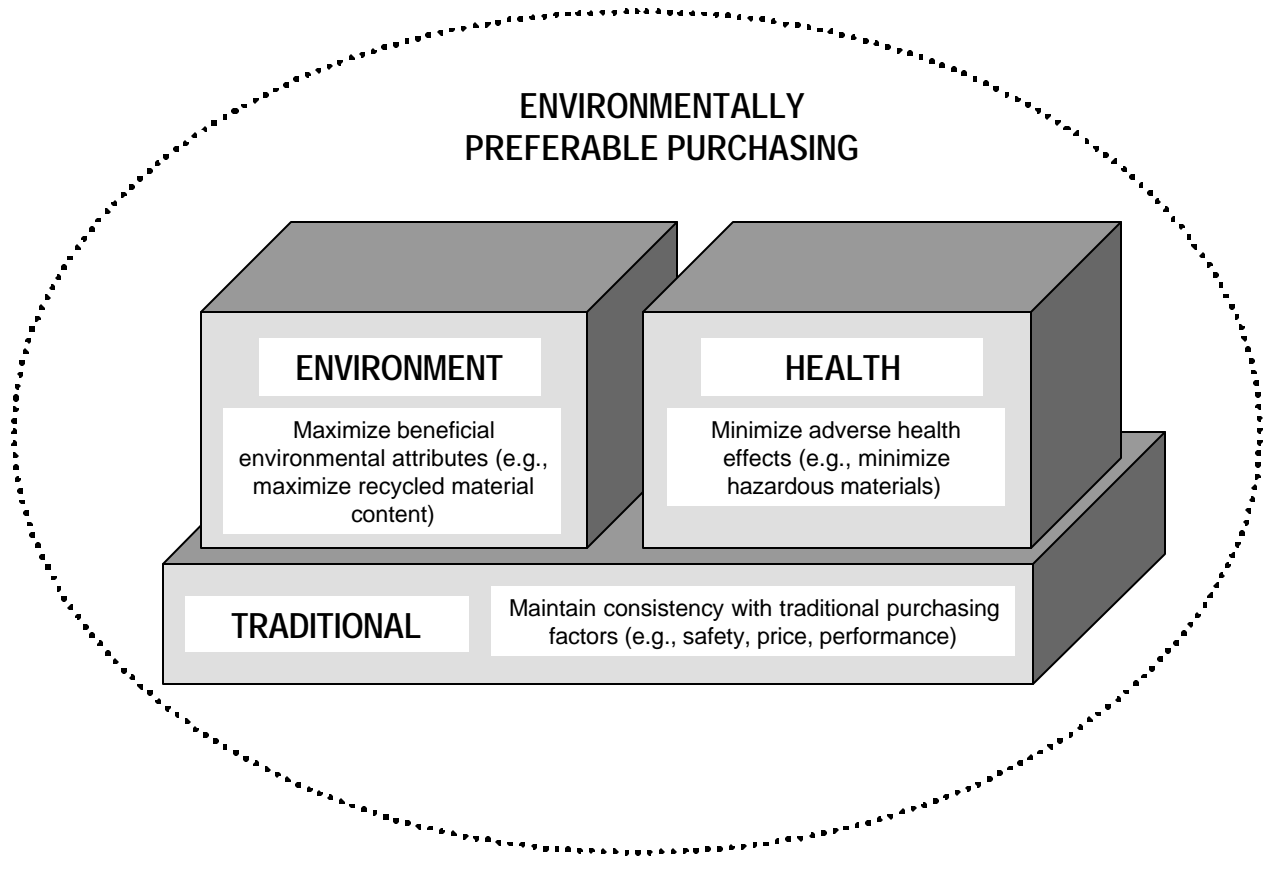 ENVIRONMENTALLY
PREFERABLE PURCHASING
ENVIRONMENT
Maximize beneficial
environmental attributes (e.g.,
maximize recycled material
content)
HEALTH
Minimize adverse health
effects (e.g., minimize
hazardous materials)
TRADITIONAL
Maintain consistency with traditional purchasing
factors (e.g., safety, price, performance)